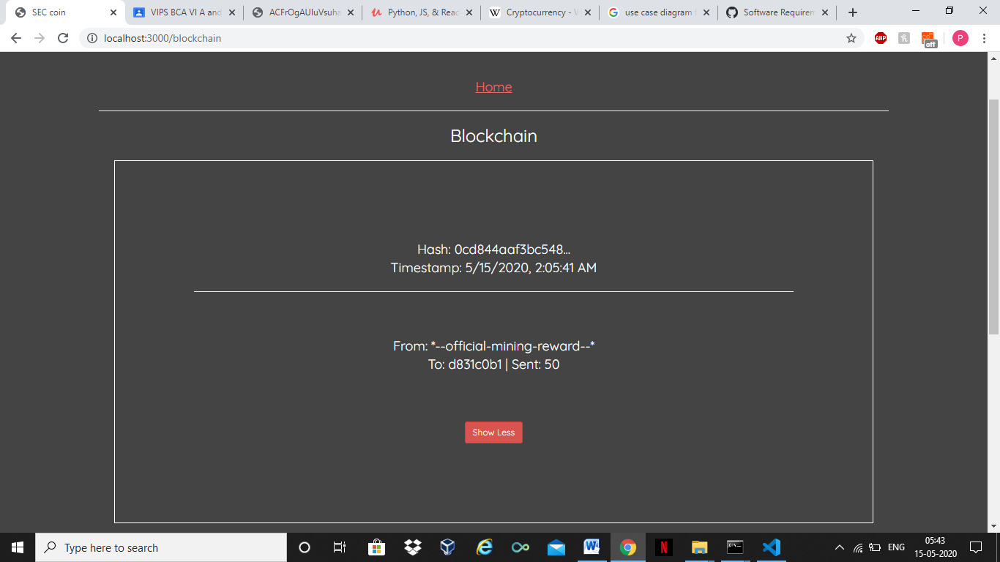 SEC coin
VIPS BCA VI A and
ACFrOgAUIuVsuha
Python, JS, & Reac
Cryptocurrency - W
use case diagram f
Software Requirem
localhost:3000/blockchain
ABP
off
P
Home
Blockchain
Hash: 0cd844aaf3bc548...
Timestamp: 5/15/2020, 2:05:41 AM
From: *--official-mining-reward--*
To: d831c0b1 | Sent: 50
Show Less
Type here to search
ENG
05:43
15-05-2020